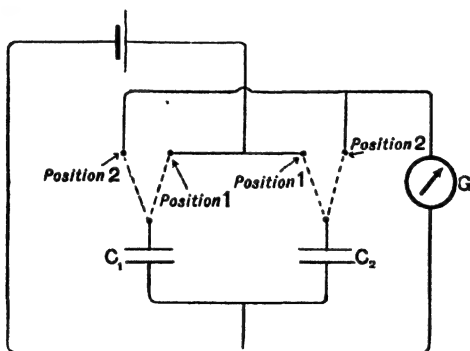 Position 2
Position 1
Position 1
Position 2
G
C₁
C₂